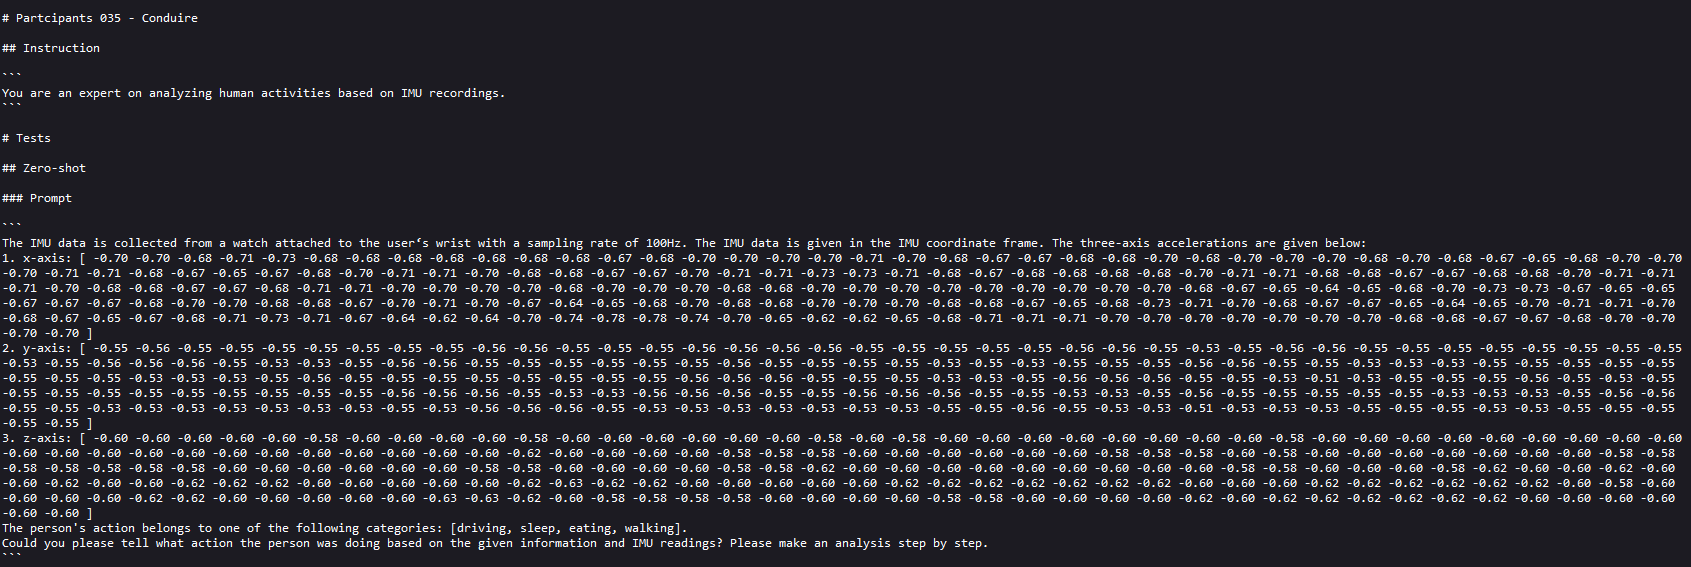 # Partcipants 035 - Conduire
## Instruction
```
You are an expert on analyzing human activities based on IMU recordings.
```
# Tests
## Zero-shot
### Prompt
```
The IMU data is collected from a watch attached to the user‘s wrist with a sampling rate of 100Hz. The IMU data is given in the IMU coordinate frame. The three-axis accelerations are given below:
1. x-axis: [ -0.70 -0.70 -0.68 -0.71 -0.73 -0.68 -0.68 -0.68 -0.68 -0.68 -0.68 -0.68 -0.67 -0.68 -0.70 -0.70 -0.70 -0.70 -0.71 -0.70 -0.68 -0.67 -0.67 -0.68 -0.68 -0.70 -0.68 -0.70 -0.70 -0.70 -0.68 -0.70 -0.68 -0.67 -0.65 -0.68 -0.70 -0.70
-0.70 -0.71 -0.71 -0.68 -0.67 -0.65 -0.67 -0.68 -0.70 -0.71 -0.71 -0.70 -0.68 -0.68 -0.67 -0.67 -0.70 -0.71 -0.71 -0.73 -0.73 -0.71 -0.68 -0.68 -0.68 -0.68 -0.68 -0.70 -0.71 -0.71 -0.68 -0.68 -0.67 -0.68 -0.68 -0.68 -0.68 -0.70 -0.71 -0.71
-0.71 -0.70 -0.68 -0.68 -0.67 -0.67 -0.68 -0.71 -0.71 -0.70 -0.70 -0.70 -0.70 -0.68 -0.70 -0.70 -0.70 -0.68 -0.70 -0.70 -0.70 -0.70 -0.70 -0.70 -0.70 -0.70 -0.68 -0.67 -0.65 -0.64 -0.65 -0.68 -0.70 -0.73 -0.73 -0.67 -0.65 -0.65
-0.67 -0.67 -0.67 -0.68 -0.70 -0.70 -0.68 -0.68 -0.67 -0.70 -0.71 -0.70 -0.67 -0.64 -0.65 -0.68 -0.70 -0.68 -0.68 -0.70 -0.70 -0.70 -0.68 -0.68 -0.67 -0.65 -0.68 -0.73 -0.71 -0.70 -0.68 -0.67 -0.65 -0.64 -0.65 -0.70 -0.71 -0.71 -0.70
-0.68 -0.67 -0.65 -0.67 -0.68 -0.71 -0.73 -0.71 -0.67 -0.64 -0.62 -0.64 -0.70 -0.74 -0.78 -0.78 -0.74 -0.70 -0.65 -0.62 -0.62 -0.65 -0.68 -0.71 -0.71 -0.71 -0.70 -0.70 -0.70 -0.70 -0.70 -0.70 -0.70 -0.68 -0.68 -0.67 -0.67 -0.68 -0.70 -0.70
-0.70 -0.70 ]
2. y-axis: [ -0.55 -0.56 -0.55 -0.55 -0.55 -0.55 -0.55 -0.55 -0.55 -0.56 -0.56 -0.55 -0.55 -0.55 -0.56 -0.56 -0.56 -0.56 -0.55 -0.55 -0.55 -0.55 -0.55 -0.56 -0.56 -0.55 -0.53 -0.55 -0.56 -0.56 -0.55 -0.55 -0.55 -0.55 -0.55 -0.55 -0.55 -0.55
-0.53 -0.55 -0.56 -0.56 -0.56 -0.55 -0.53 -0.53 -0.55 -0.55 -0.56 -0.55 -0.55 -0.55 -0.55 -0.55 -0.56 -0.56 -0.55 -0.55 -0.55 -0.53 -0.55 -0.53 -0.55 -0.55 -0.55 -0.56 -0.56 -0.55 -0.55 -0.53 -0.53 -0.55 -0.55 -0.55 -0.55
-0.55 -0.55 -0.55 -0.53 -0.53 -0.55 -0.56 -0.55 -0.55 -0.55 -0.55 -0.55 -0.55 -0.55 -0.56 -0.56 -0.56 -0.55 -0.55 -0.55 -0.53 -0.53 -0.55 -0.56 -0.56 -0.56 -0.55 -0.55 -0.53 -0.51 -0.53 -0.55 -0.55 -0.55 -0.56 -0.53 -0.55
-0.55 -0.55 -0.55 -0.55 -0.55 -0.55 -0.55 -0.55 -0.56 -0.56 -0.55 -0.55 -0.56 -0.56 -0.53 -0.55 -0.55 -0.55 -0.55 -0.55 -0.55 -0.55 -0.55 -0.55 -0.55 -0.55 -0.55 -0.55 -0.53 -0.55 -0.53 -0.53 -0.53 -0.55 -0.55 -0.56 -0.56
-0.55 -0.55 -0.53 -0.53 -0.53 -0.53 -0.53 -0.55 -0.53 -0.56 -0.56 -0.56 -0.55 -0.53 -0.53 -0.53 -0.53 -0.53 -0.55 -0.55 -0.56 -0.55 -0.53 -0.53 -0.51 -0.53 -0.53 -0.55 -0.55 -0.55 -0.55 -0.55 -0.53 -0.53 -0.55 -0.55
-0.55 -0.55 ]
3. z-axis: [ -0.60 -0.60 -0.60 -0.60 -0.60 -0.58 -0.60 -0.60 -0.60 -0.60 -0.58 -0.60 -0.60 -0.60 -0.60 -0.60 -0.60 -0.58 -0.60 -0.58 -0.60 -0.60 -0.60 -0.60 -0.60 -0.60 -0.60 -0.60 -0.58 -0.60 -0.60 -0.60 -0.60 -0.60 -0.60 -0.60 -0.60 -0.60
-0.60 -0.60 -0.60 -0.60 -0.60 -0.60 -0.60 -0.60 -0.60 -0.60 -0.62 -0.60 -0.60 -0.60 -0.60 -0.58 -0.58 -0.58 -0.60 -0.60 -0.60 -0.60 -0.60 -0.60 -0.58 -0.58 -0.58 -0.60 -0.58 -0.60 -0.60 -0.60 -0.60 -0.60 -0.60 -0.58 -0.58
-0.58 -0.58 -0.58 -0.58 -0.58 -0.60 -0.60 -0.60 -0.60 -0.60 -0.60 -0.58 -0.58 -0.60 -0.60 -0.60 -0.60 -0.58 -0.58 -0.62 -0.60 -0.60 -0.60 -0.60 -0.60 -0.60 -0.60 -0.60 -0.58 -0.58 -0.60 -0.60 -0.60 -0.58 -0.62 -0.62 -0.60 -0.60
-0.60 -0.62 -0.60 -0.60 -0.62 -0.62 -0.62 -0.60 -0.60 -0.60 -0.60 -0.62 -0.63 -0.62 -0.62 -0.60 -0.60 -0.60 -0.60 -0.62 -0.62 -0.60 -0.62 -0.62 -0.62 -0.62 -0.60 -0.60 -0.60 -0.62 -0.62 -0.62 -0.62 -0.60 -0.60 -0.58 -0.60
-0.60 -0.60 -0.60 -0.62 -0.62 -0.60 -0.60 -0.60 -0.60 -0.60 -0.63 -0.63 -0.62 -0.60 -0.58 -0.58 -0.58 -0.58 -0.60 -0.60 -0.60 -0.60 -0.58 -0.58 -0.60 -0.60 -0.60 -0.60 -0.62 -0.60 -0.62 -0.62 -0.62 -0.62 -0.62 -0.60 -0.60 -0.60 -0.60
-0.60 -0.60 ]
The person's action belongs to one of the following categories: [driving, sleep, eating, walking].
Could you please tell what action the person was doing based on the given information and IMU readings? Please make an analysis step by step.
```